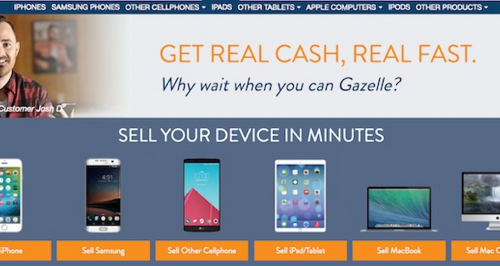 IPHONES SAMSUNG PHONES OTHER CELLPHONES IPADS OTHER TABLETS APPLE COMPUTERS IPODS OTHER PRODUCTS
GET REAL CASH, REAL FAST.
Why wait when you can Gazelle?
Customer Josh D.
SELL YOUR DEVICE IN MINUTES
iPhone Sell Samsung Sell Other Cellphone Sell iPad/Tablet Sell MacBook Sell Mac